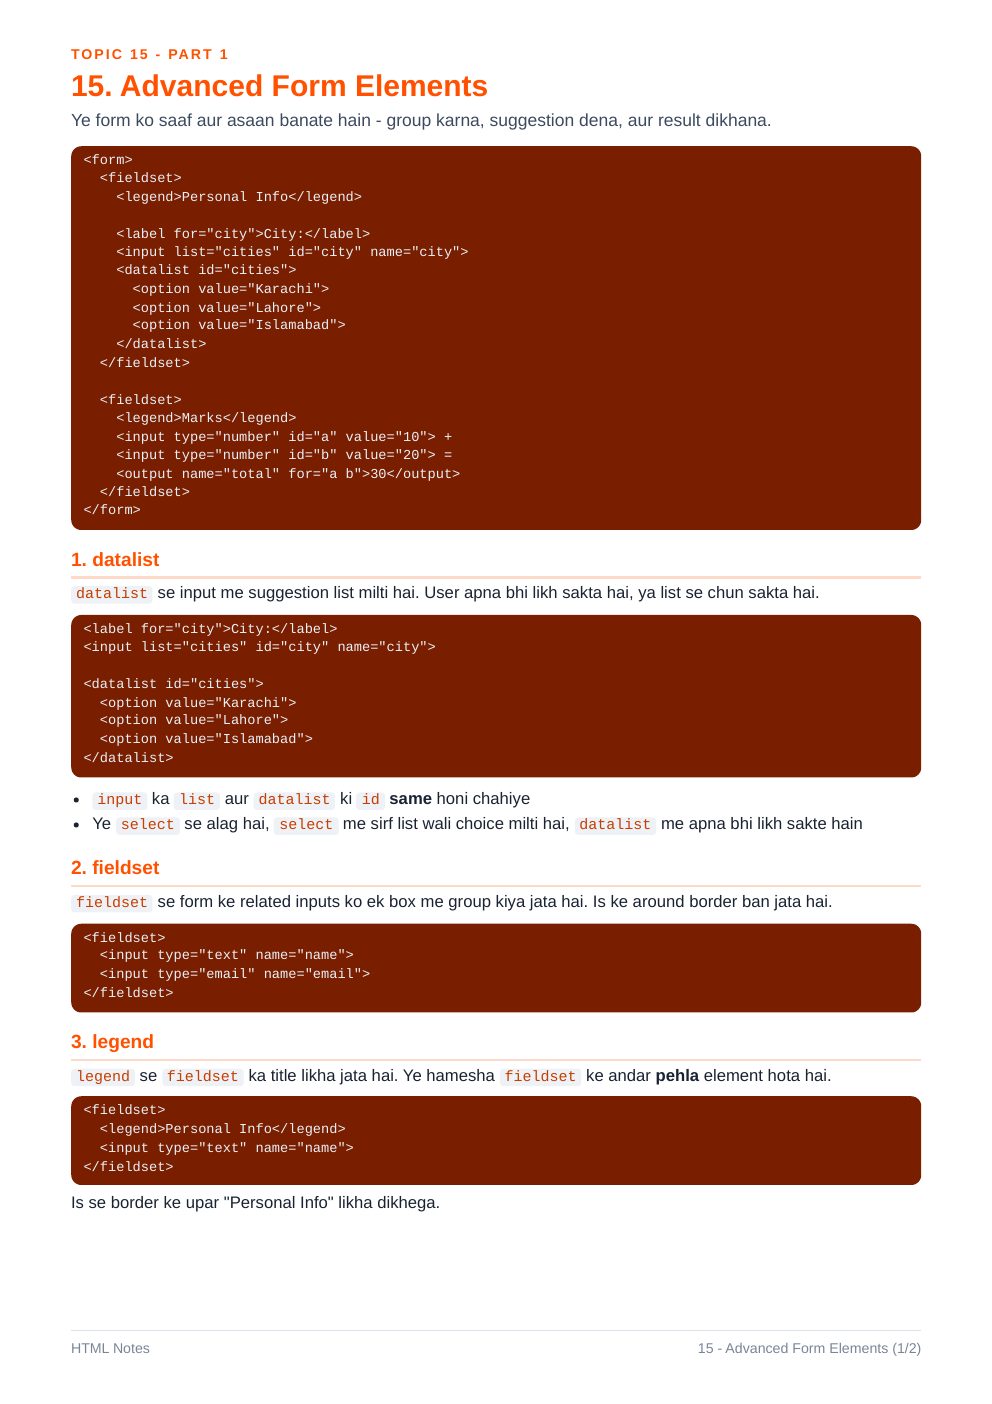 TOPIC 15 - PART 1
15. Advanced Form Elements
Ye form ko saaf aur asaan banate hain - group karna, suggestion dena, aur result dikhana.
<form>
  <fieldset>
    <legend>Personal Info</legend>

    <label for="city">City:</label>
    <input list="cities" id="city" name="city">
    <datalist id="cities">
      <option value="Karachi">
      <option value="Lahore">
      <option value="Islamabad">
    </datalist>
  </fieldset>

  <fieldset>
    <legend>Marks</legend>
    <input type="number" id="a" value="10"> +
    <input type="number" id="b" value="20"> =
    <output name="total" for="a b">30</output>
  </fieldset>
</form>
1. datalist
datalist se input me suggestion list milti hai. User apna bhi likh sakta hai, ya list se chun sakta hai.
<label for="city">City:</label>
<input list="cities" id="city" name="city">

<datalist id="cities">
  <option value="Karachi">
  <option value="Lahore">
  <option value="Islamabad">
</datalist>
• input ka list aur datalist ki id same honi chahiye
• Ye select se alag hai, select me sirf list wali choice milti hai, datalist me apna bhi likh sakte hain
2. fieldset
fieldset se form ke related inputs ko ek box me group kiya jata hai. Is ke around border ban jata hai.
<fieldset>
  <input type="text" name="name">
  <input type="email" name="email">
</fieldset>
3. legend
legend se fieldset ka title likha jata hai. Ye hamesha fieldset ke andar pehla element hota hai.
<fieldset>
  <legend>Personal Info</legend>
  <input type="text" name="name">
</fieldset>
Is se border ke upar "Personal Info" likha dikhega.
HTML Notes
15 - Advanced Form Elements (1/2)